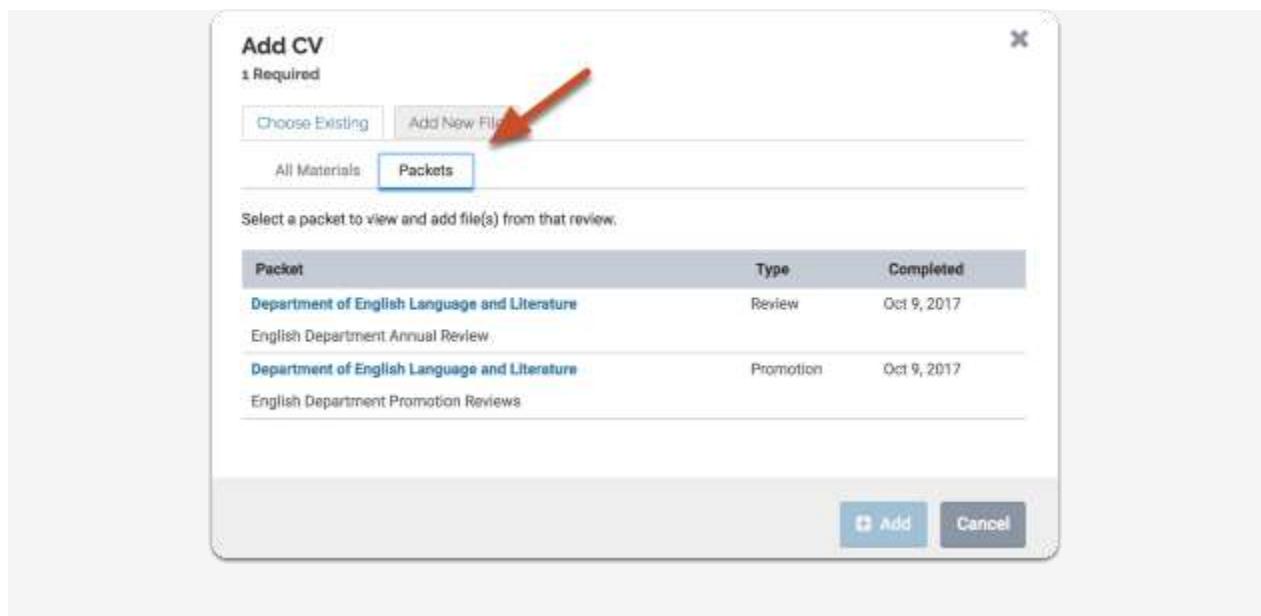 Add CV
1 Required
Choose Existing Add New File
All Materials Packets
Select a packet to view and add file(s) from that review.
Packet Type Completed
Department of English Language and Literature Review Oct 9, 2017
English Department Annual Review
Department of English Language and Literature Promotion Oct 9, 2017
English Department Promotion Reviews
Add Cancel